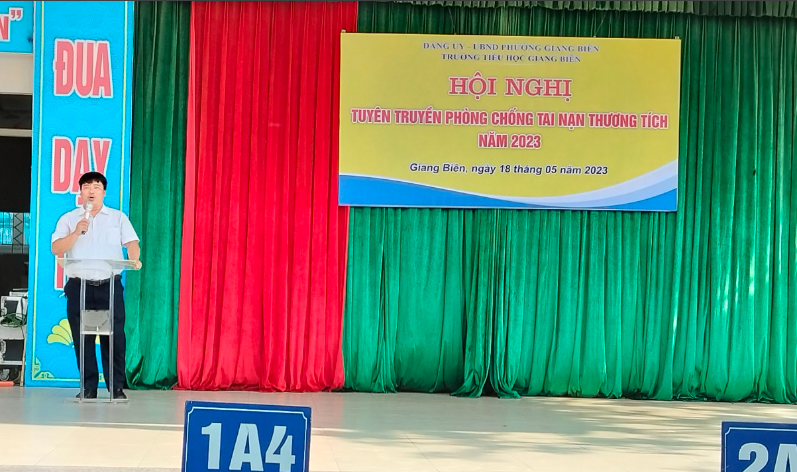 N"
ĐUA
DẠY
ĐẢNG ỦY - UBND PHƯỜNG GIANG BIÊN
TRƯỜNG TIỂU HỌC GIANG BIÊN
HỘI NGHỊ
TUYÊN TRUYỀN PHÒNG CHỐNG TAI NẠN THƯƠNG TÍCH
NĂM 2023
Giang Biên, ngày 18 tháng 05 năm 2023
1A4
2A